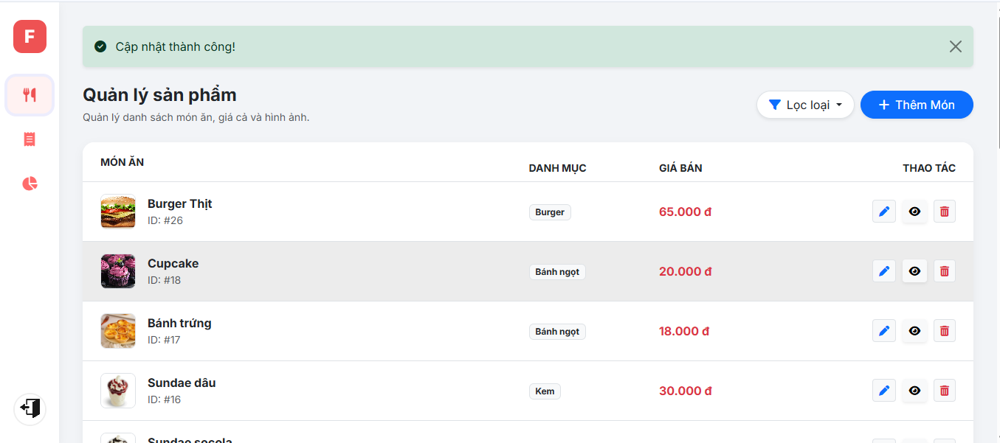 F
Cập nhật thành công!
Quản lý sản phẩm
Quản lý danh sách món ăn, giá cả và hình ảnh.
Lọc loại
+ Thêm Món
MÓN ĂN DANH MỤC GIÁ BÁN THAO TÁC
Burger Thịt
ID: #26
Burger
65.000 đ
Cupcake
ID: #18
Bánh ngọt
20.000 đ
Bánh trứng
ID: #17
Bánh ngọt
18.000 đ
Sundae dâu
ID: #16
Kem
30.000 đ
Sundae socola